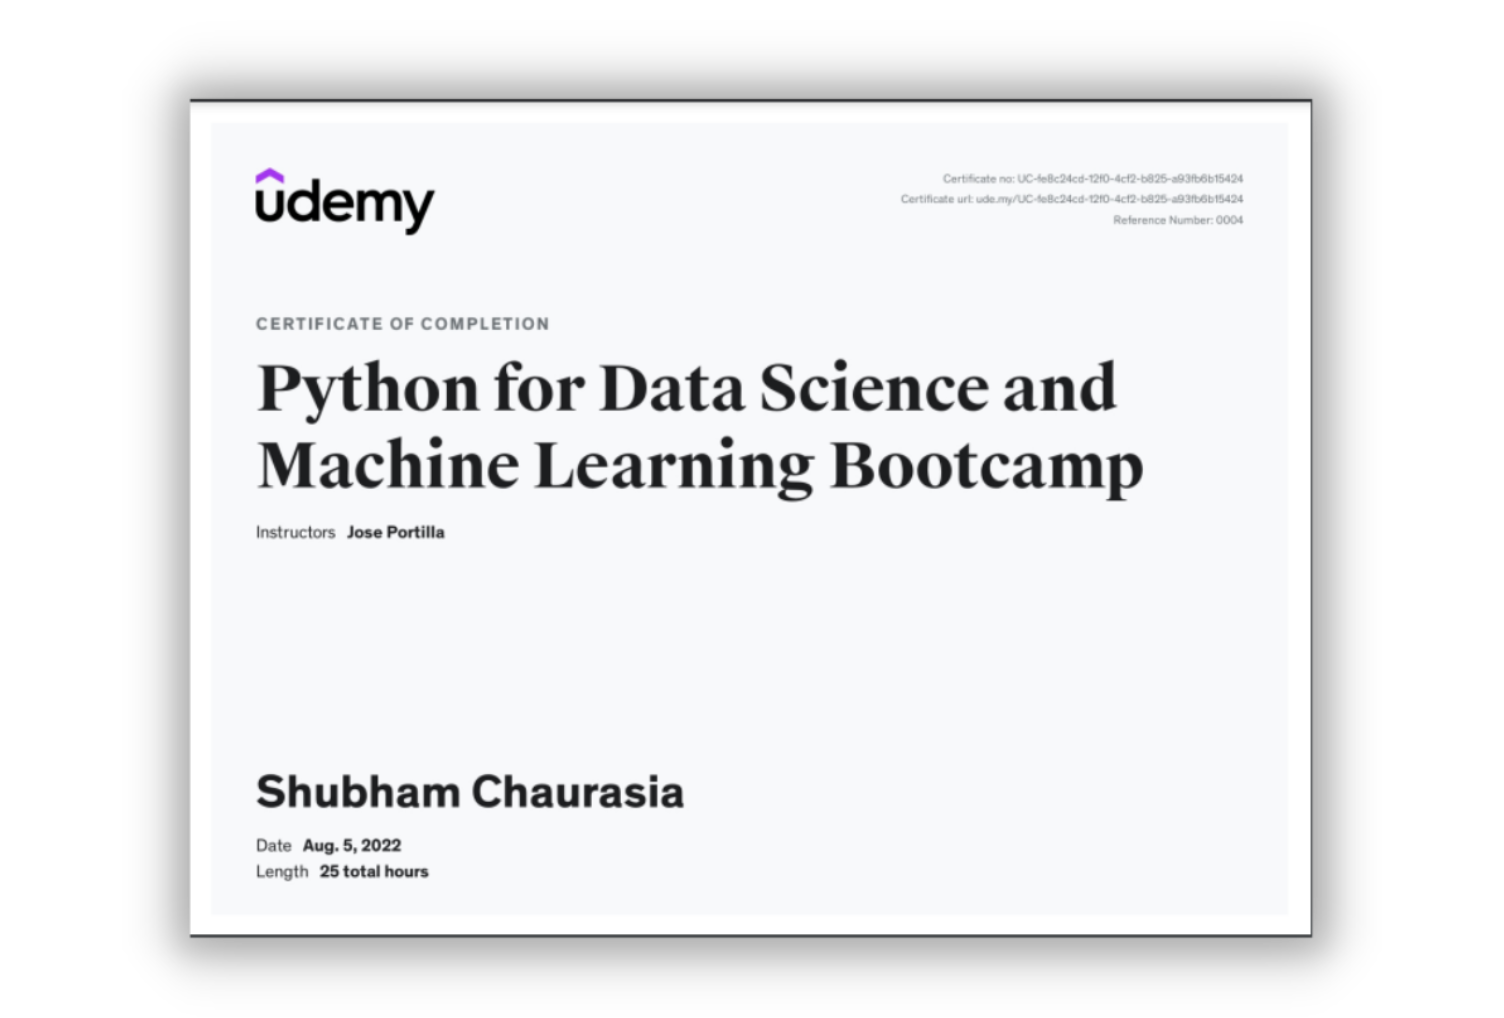 udemy
Certificate no: UC-fe8c24cd-12f0-4cf2-b825-a93fb6b15424
Certificate url: ude.my/UC-fe8c24cd-12f0-4cf2-b825-a93fb6b15424
Reference Number: 0004
CERTIFICATE OF COMPLETION
Python for Data Science and
Machine Learning Bootcamp
Instructors Jose Portilla
Shubham Chaurasia
Date Aug. 5, 2022
Length 25 total hours